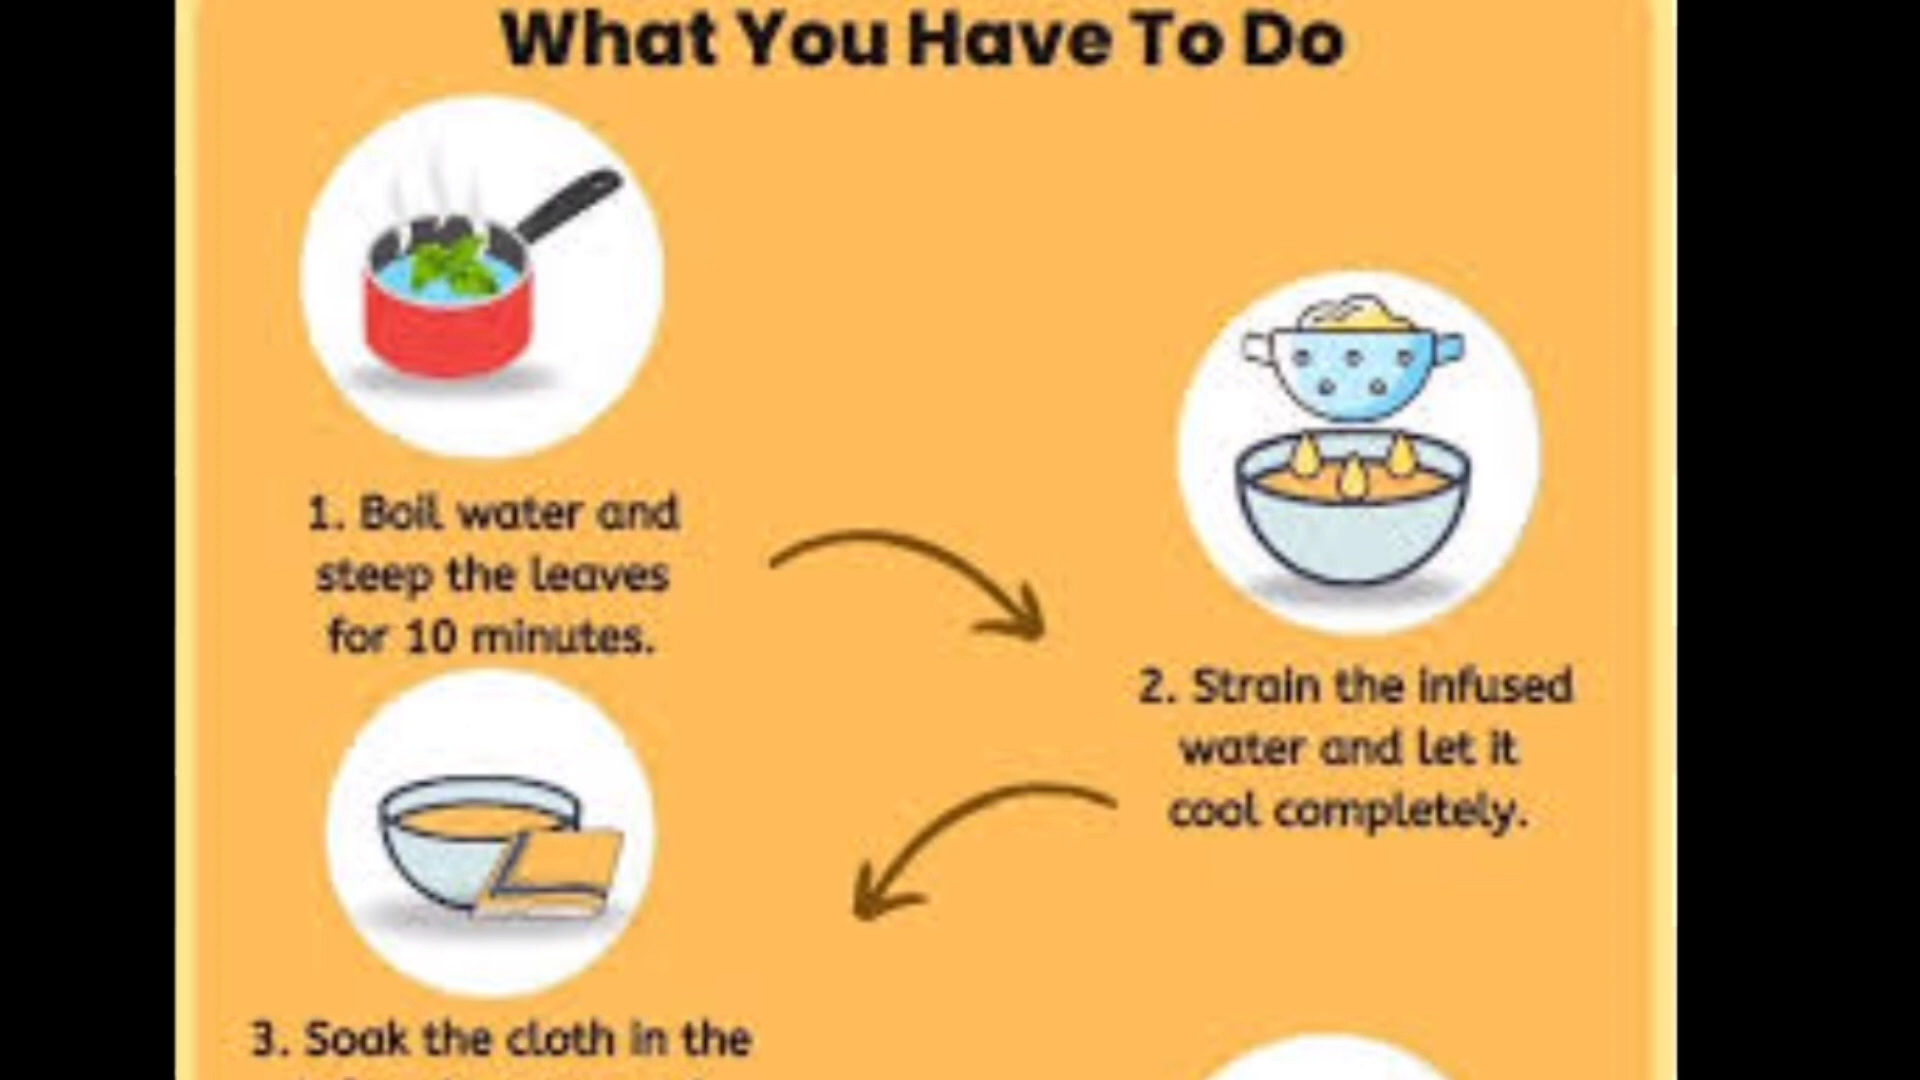 What You Have To Do
1. Boil water and
steep the leaves
for 10 minutes.
2. Strain the infused
water and let it
cool completely.
3. Soak the cloth in the